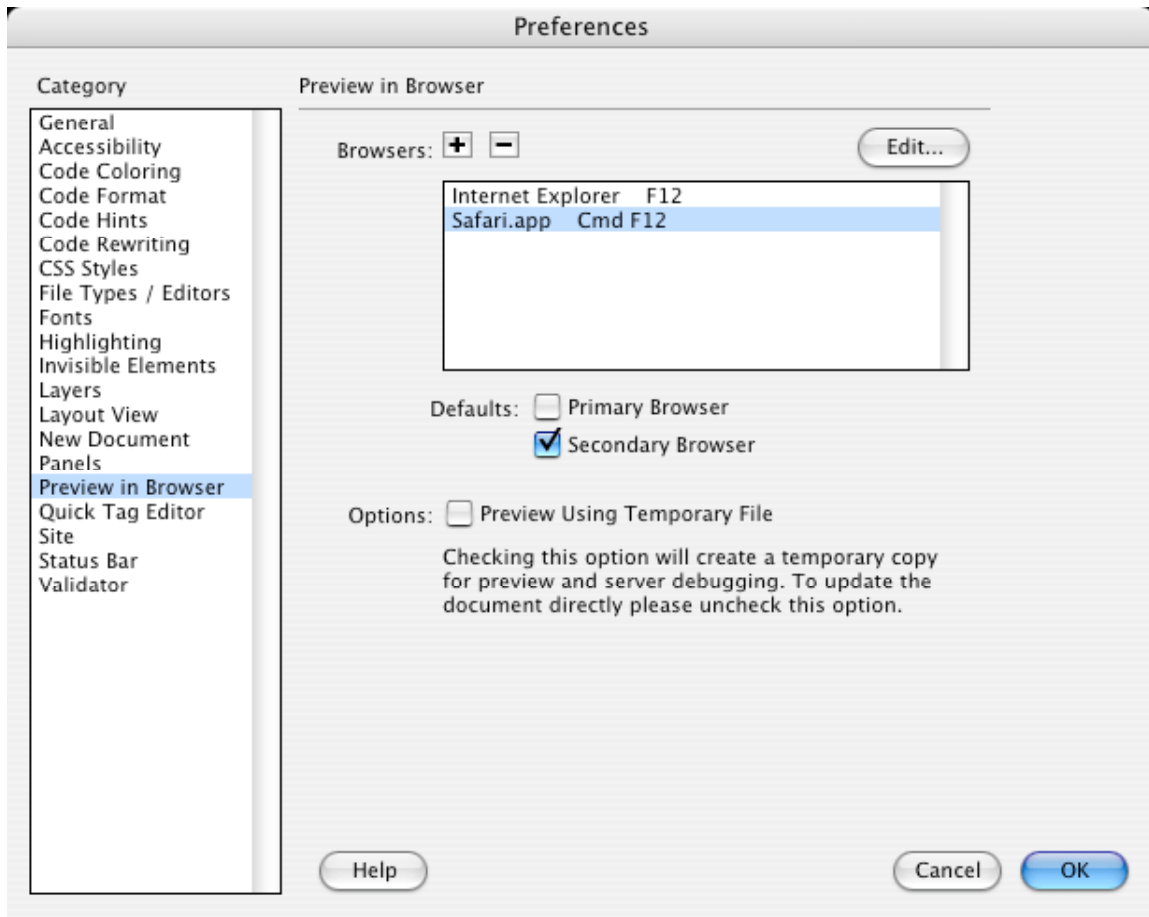 Preferences
Category
General
Accessibility
Code Coloring
Code Format
Code Hints
Code Rewriting
CSS Styles
File Types / Editors
Fonts
Highlighting
Invisible Elements
Layers
Layout View
New Document
Panels
Preview in Browser
Quick Tag Editor
Site
Status Bar
Validator
Preview in Browser
Browsers: + − Edit...
Internet Explorer F12
Safari.app Cmd F12
Defaults: Primary Browser
Secondary Browser
Options: Preview Using Temporary File
Checking this option will create a temporary copy
for preview and server debugging. To update the
document directly please uncheck this option.
Help Cancel OK